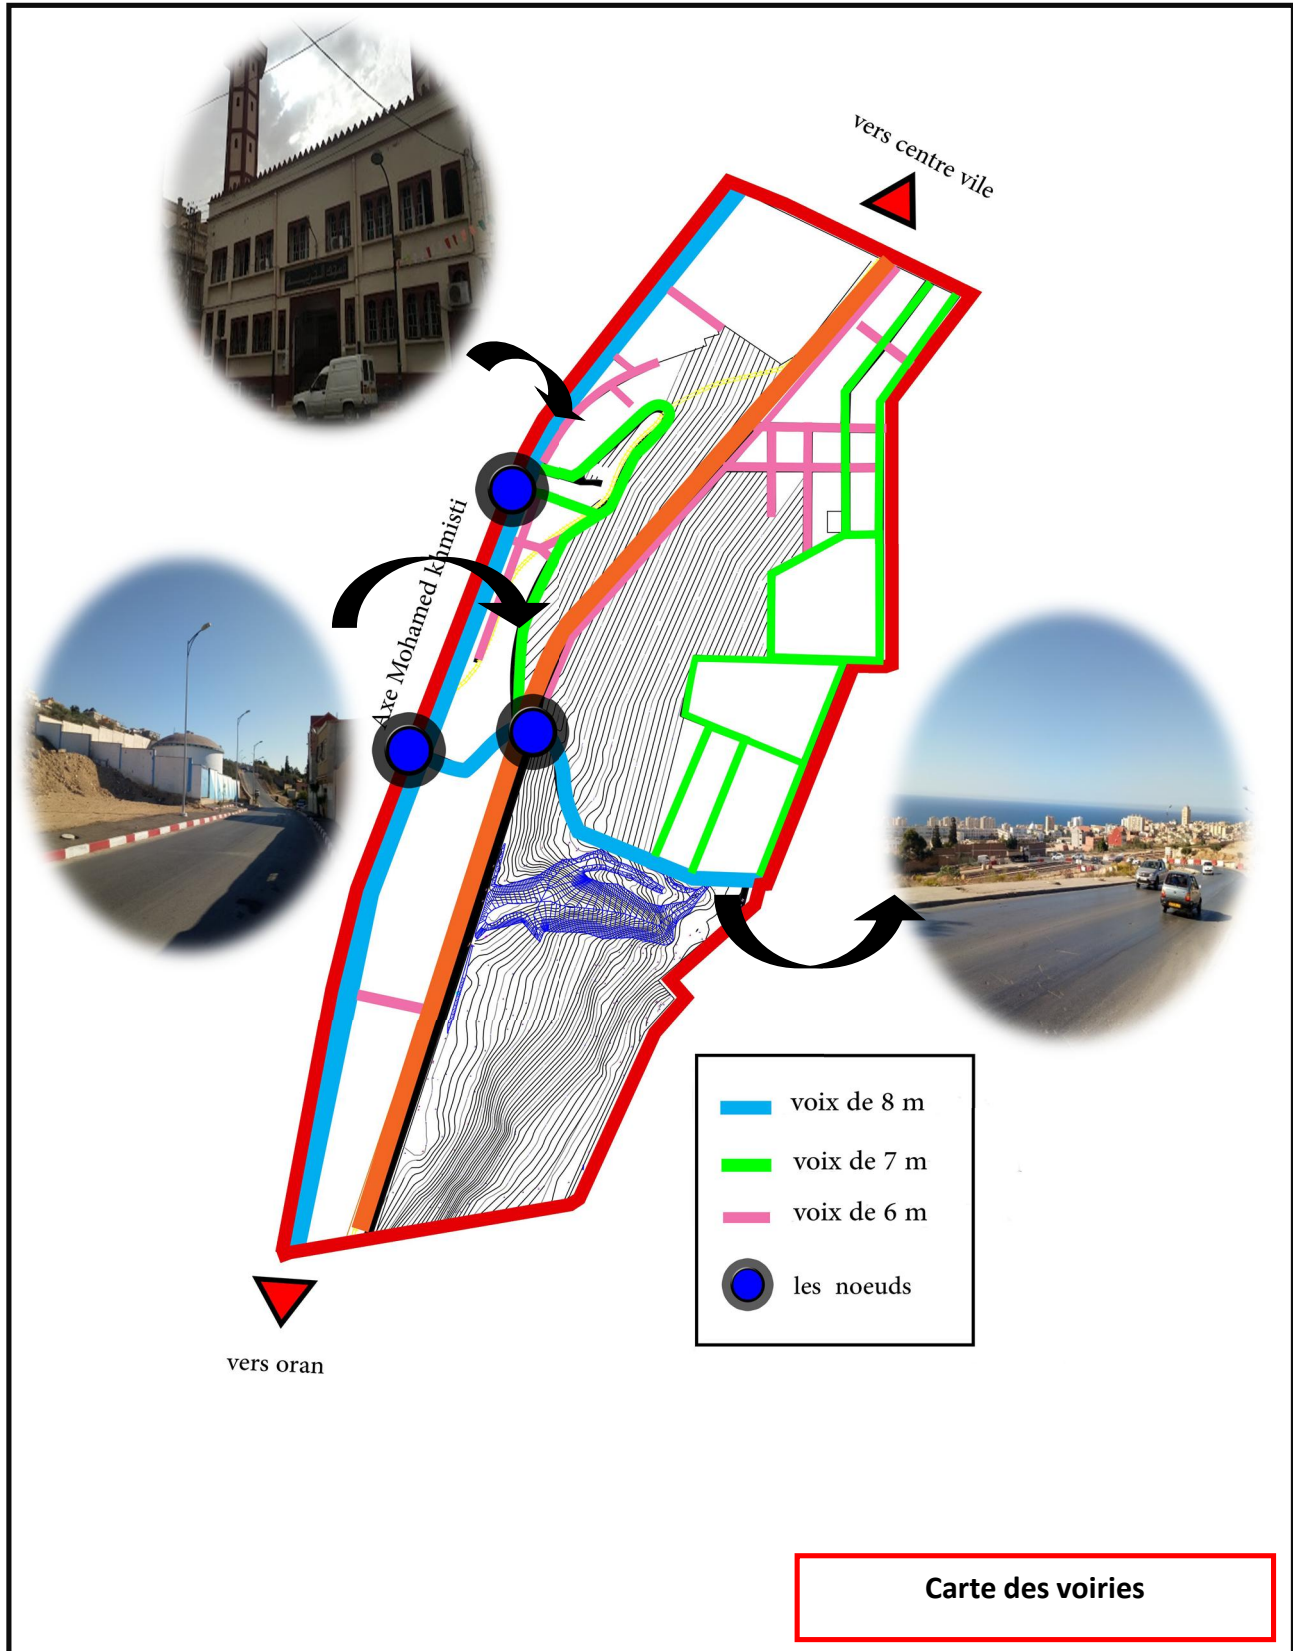 vers centre vile
Axe Mohamed khmisti
voix de 8 m
voix de 7 m
voix de 6 m
les noeuds
vers oran
Carte des voiries